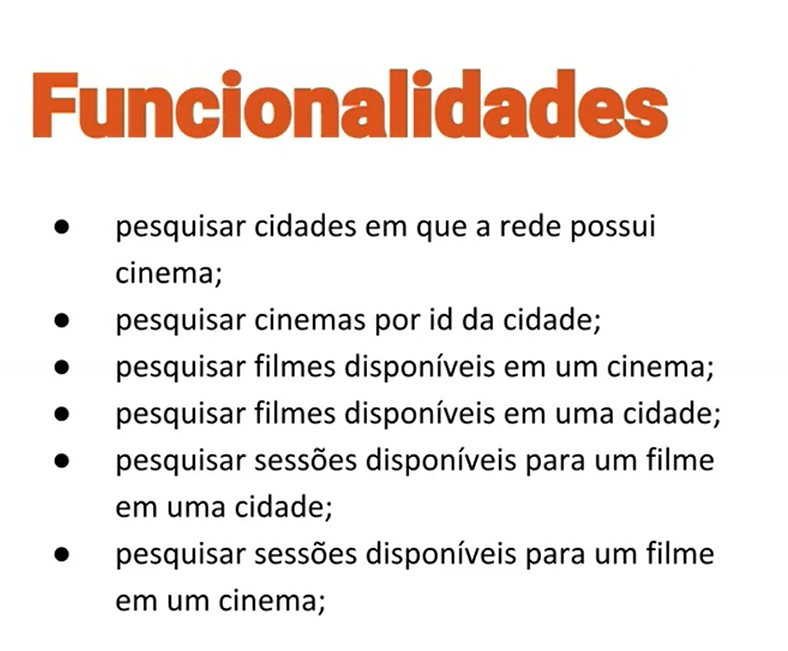 Funcionalidades
● pesquisar cidades em que a rede possui
cinema;
● pesquisar cinemas por id da cidade;
● pesquisar filmes disponíveis em um cinema;
● pesquisar filmes disponíveis em uma cidade;
● pesquisar sessões disponíveis para um filme
em uma cidade;
● pesquisar sessões disponíveis para um filme
em um cinema;